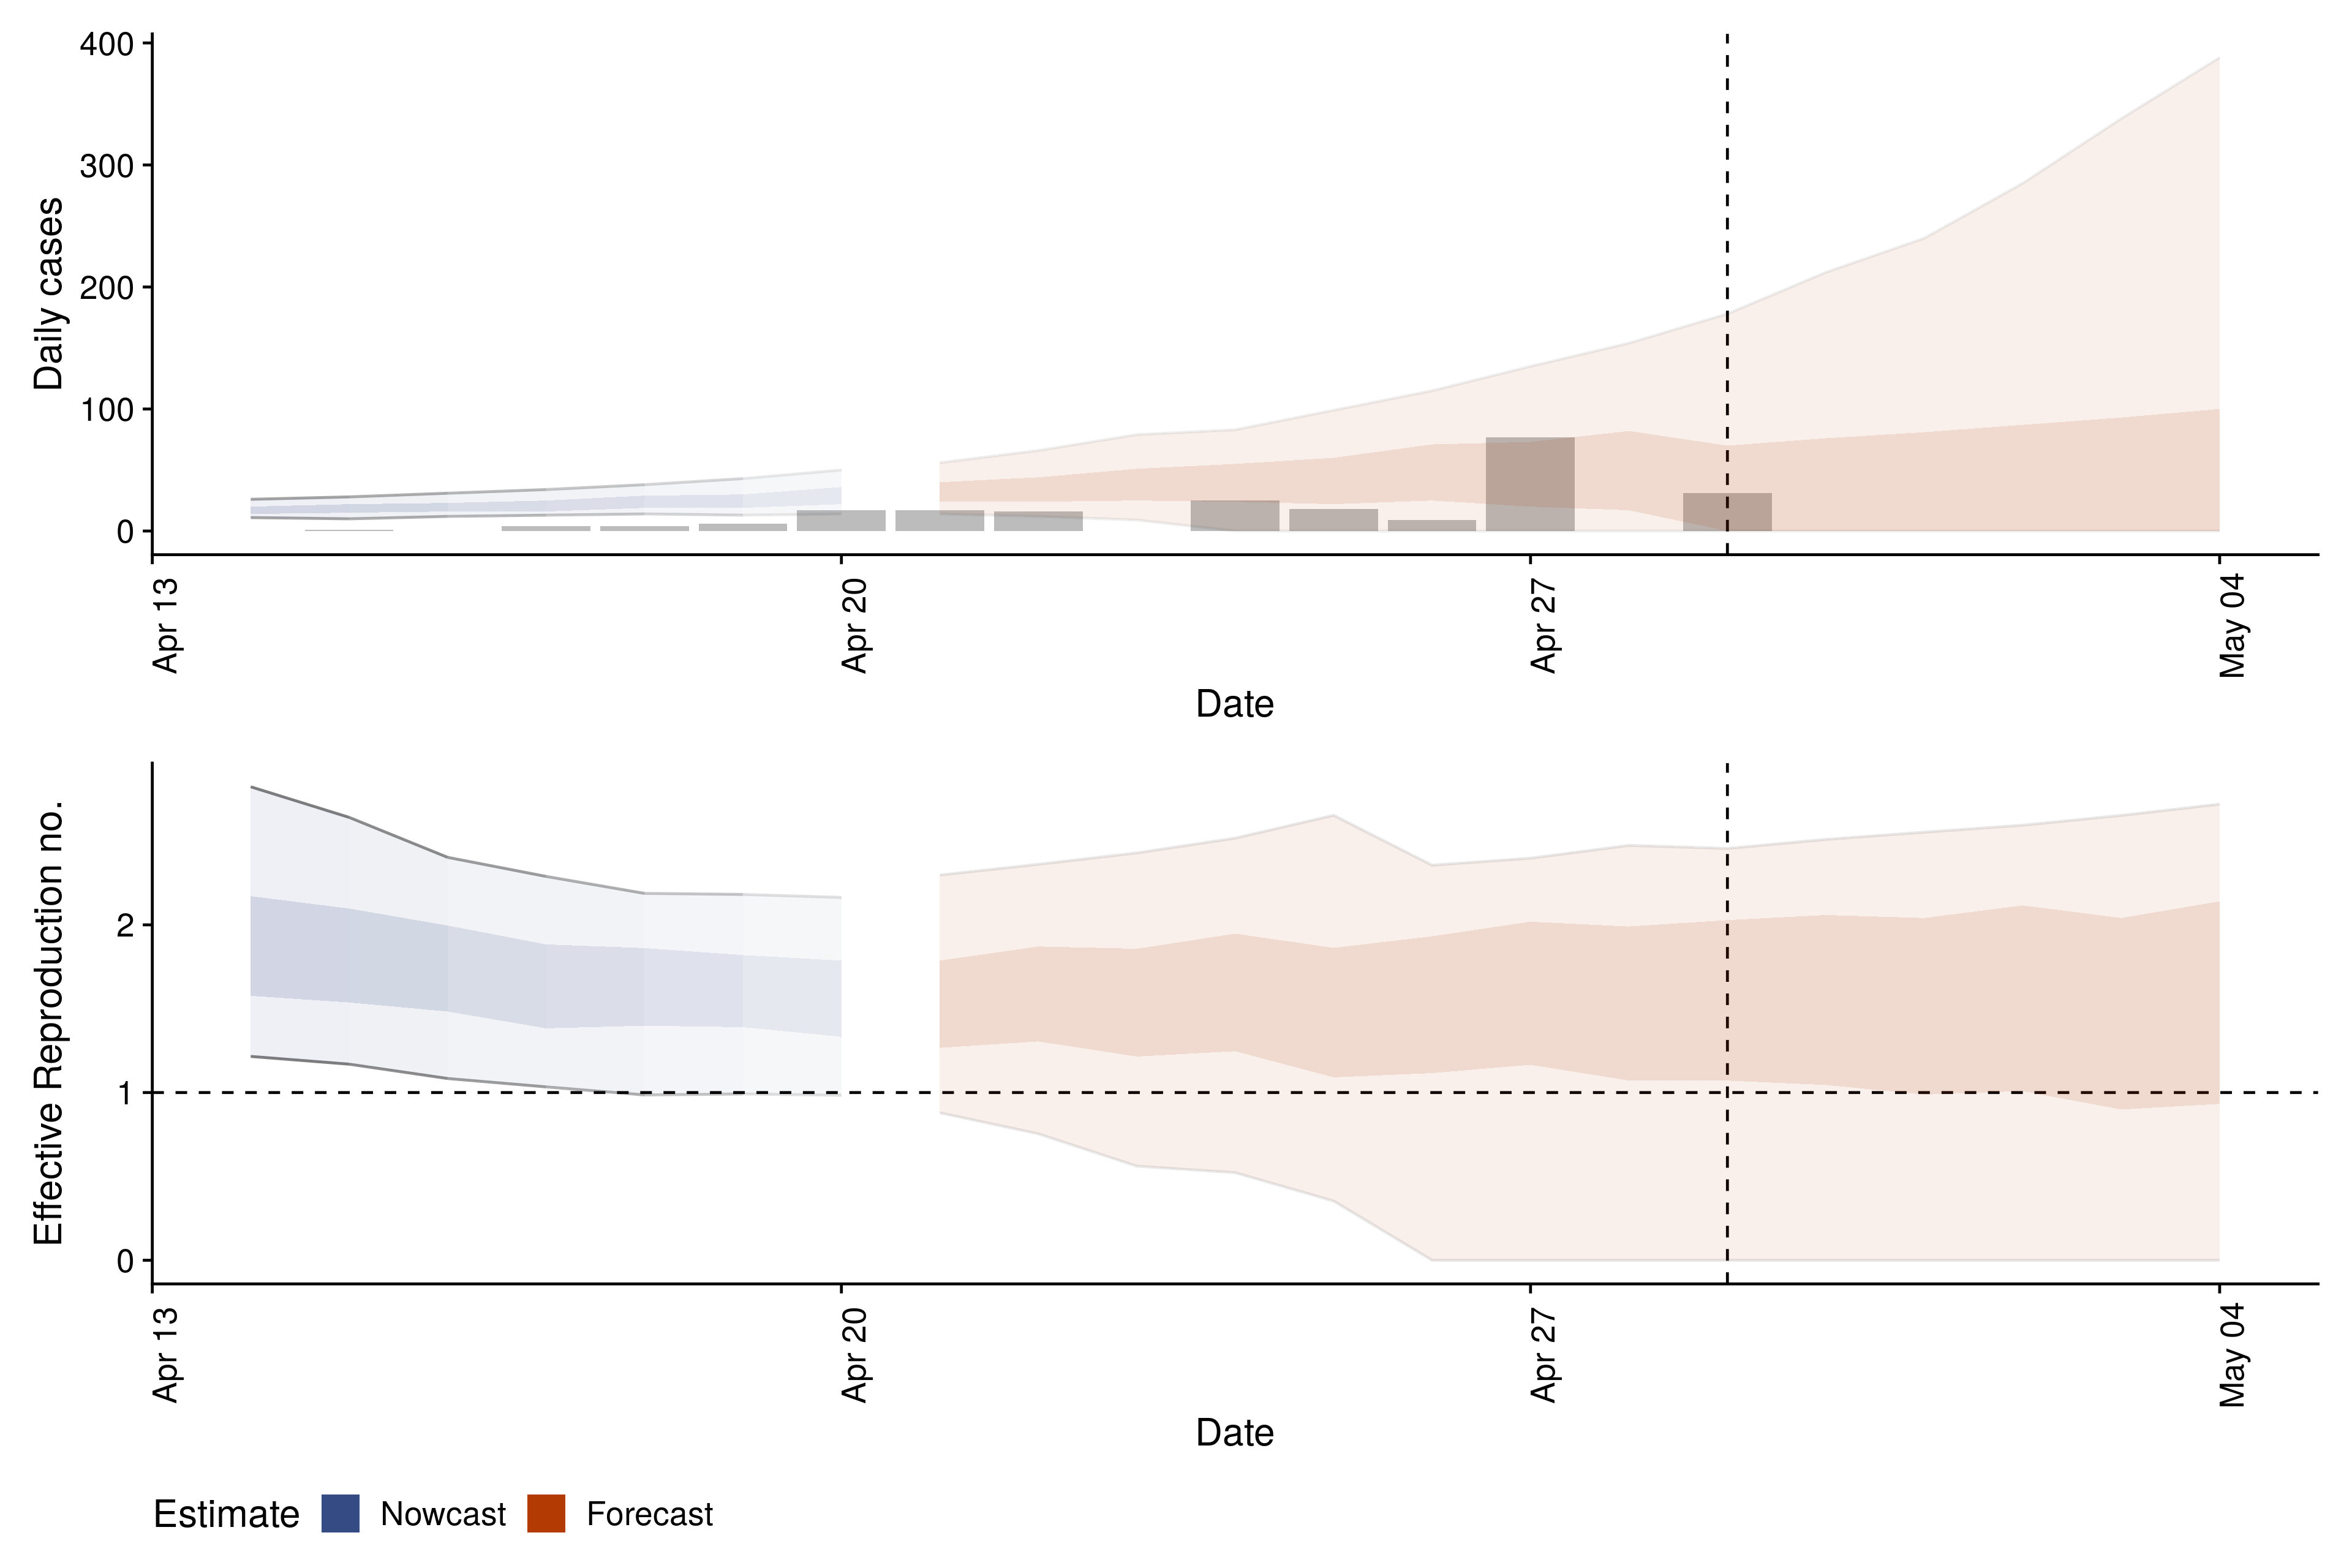 Daily cases
400
300
200
100
0
Apr 13
Apr 20
Apr 27
May 04
Date
Effective Reproduction no.
2
1
0
Apr 13
Apr 20
Apr 27
May 04
Date
Estimate Nowcast Forecast